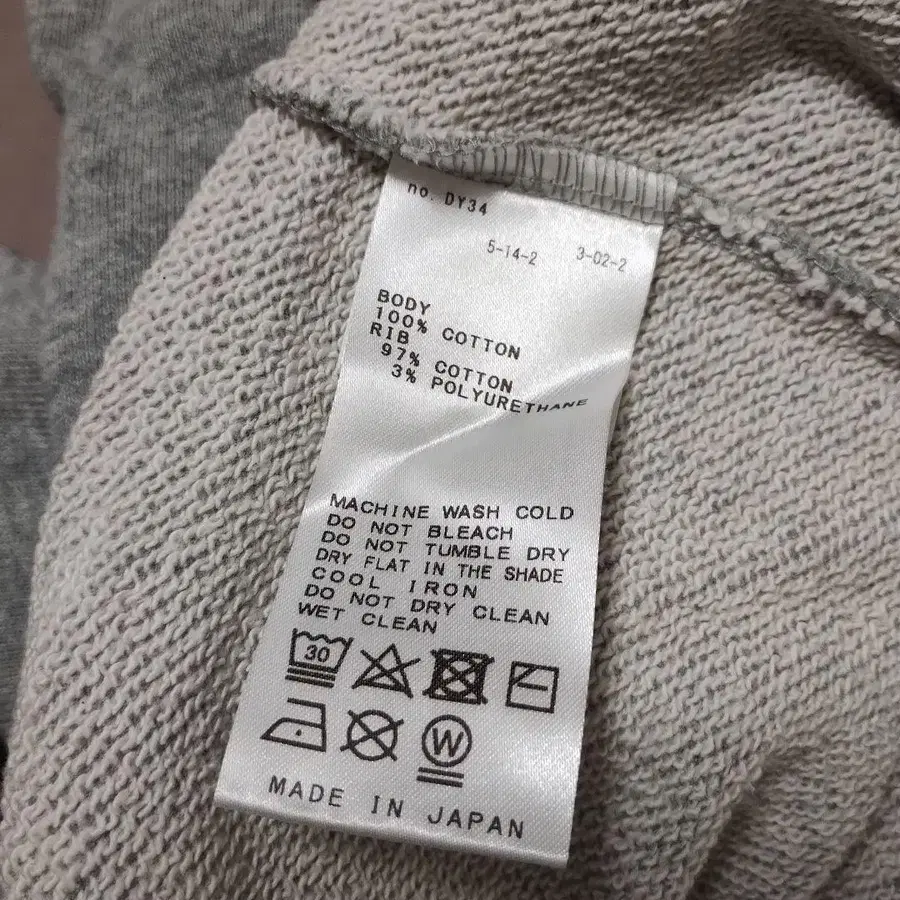 no. DY34
5-14-2 3-02-2
BODY
100% COTTON
RIB
97% COTTON
3% POLYURETHANE
MACHINE WASH COLD
DO NOT BLEACH
DO NOT TUMBLE DRY
DRY FLAT IN THE SHADE
COOL IRON
DO NOT DRY CLEAN
WET CLEAN
30
W
MADE IN JAPAN